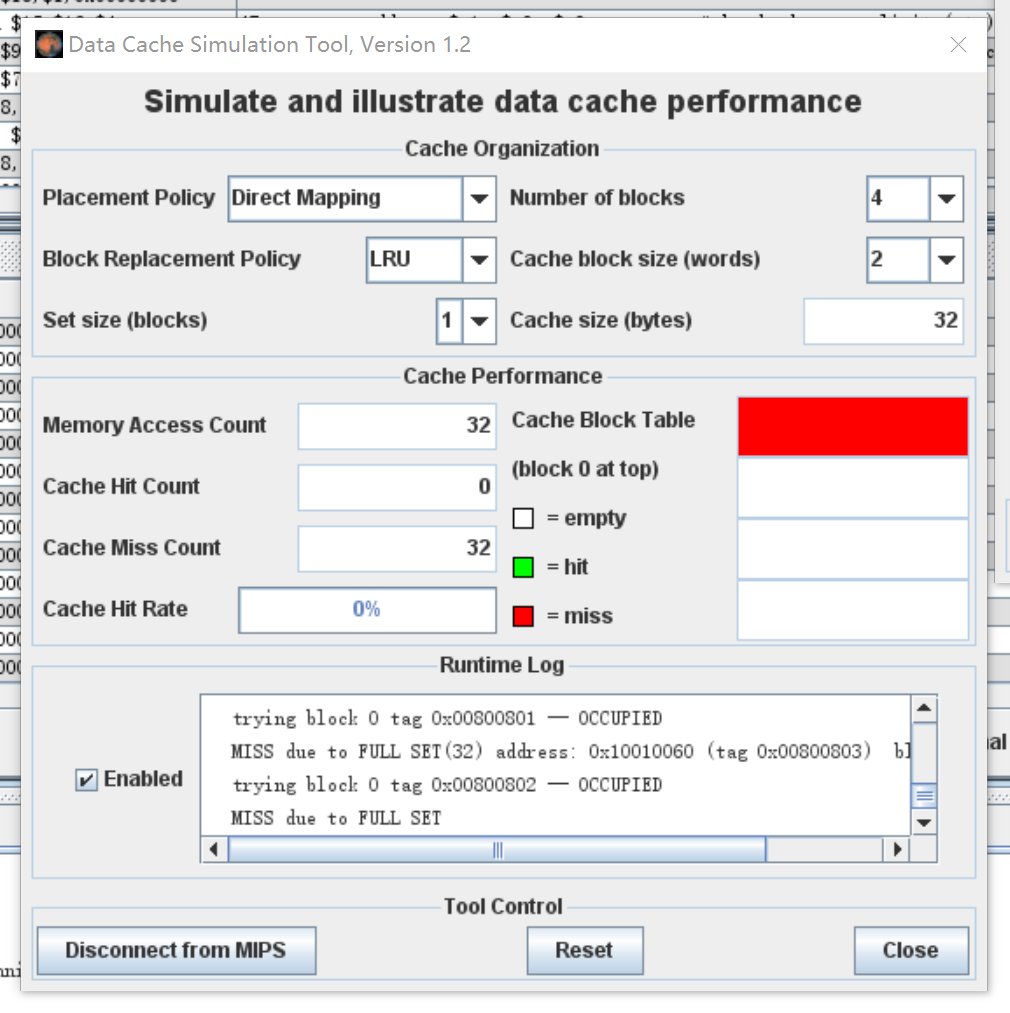 Data Cache Simulation Tool, Version 1.2
Simulate and illustrate data cache performance
Cache Organization
Placement Policy Direct Mapping Number of blocks 4
Block Replacement Policy LRU Cache block size (words) 2
Set size (blocks) 1 Cache size (bytes) 32
Cache Performance
Memory Access Count 32 Cache Block Table
(block 0 at top)
Cache Hit Count 0
= empty
Cache Miss Count 32
= hit
Cache Hit Rate 0%
= miss
Runtime Log
trying block 0 tag 0x00800801 — OCCUPIED
MISS due to FULL SET(32) address: 0x10010060 (tag 0x00800803) bl
trying block 0 tag 0x00800802 — OCCUPIED
MISS due to FULL SET
Enabled
Tool Control
Disconnect from MIPS Reset Close